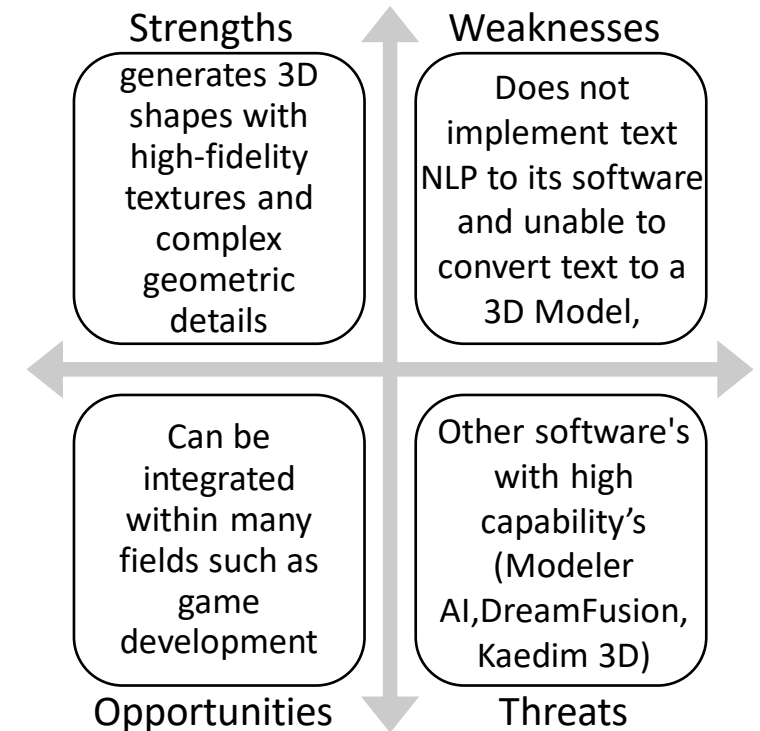 Strengths
generates 3D
shapes with
high-fidelity
textures and
complex
geometric
details
Weaknesses
Does not
implement text
NLP to its software
and unable to
convert text to a
3D Model,
Can be
integrated
within many
fields such as
game
development
Opportunities
Other software's
with high
capability’s
(Modeler
AI,DreamFusion,
Kaedim 3D)
Threats